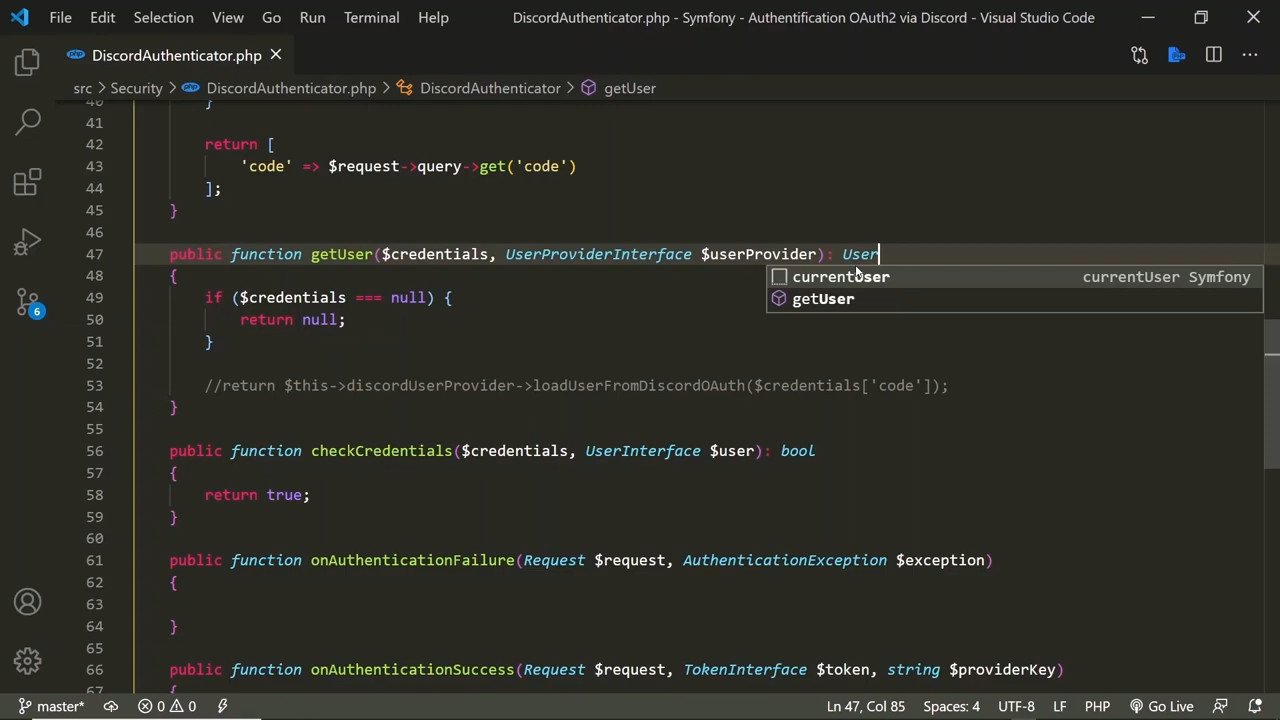 File Edit Selection View Go Run Terminal Help DiscordAuthenticator.php - Symfony - Authentification OAuth2 via Discord - Visual Studio Code
DiscordAuthenticator.php
src > Security > DiscordAuthenticator.php > DiscordAuthenticator > getUser
40 }
41
42 return [
43 'code' => $request->query->get('code')
44 ];
45 }
46
47 public function getUser($credentials, UserProviderInterface $userProvider): User
currentUser currentUser Symfony
getUser
48 {
49 if ($credentials === null) {
50 return null;
51 }
52
53 //return $this->discordUserProvider->loadUserFromDiscordOAuth($credentials['code']);
54 }
55
56 public function checkCredentials($credentials, UserInterface $user): bool
57 {
58 return true;
59 }
60
61 public function onAuthenticationFailure(Request $request, AuthenticationException $exception)
62 {
63
64 }
65
66 public function onAuthenticationSuccess(Request $request, TokenInterface $token, string $providerKey)
67 {
6
master* 0 0 Ln 47, Col 85 Spaces: 4 UTF-8 LF PHP Go Live